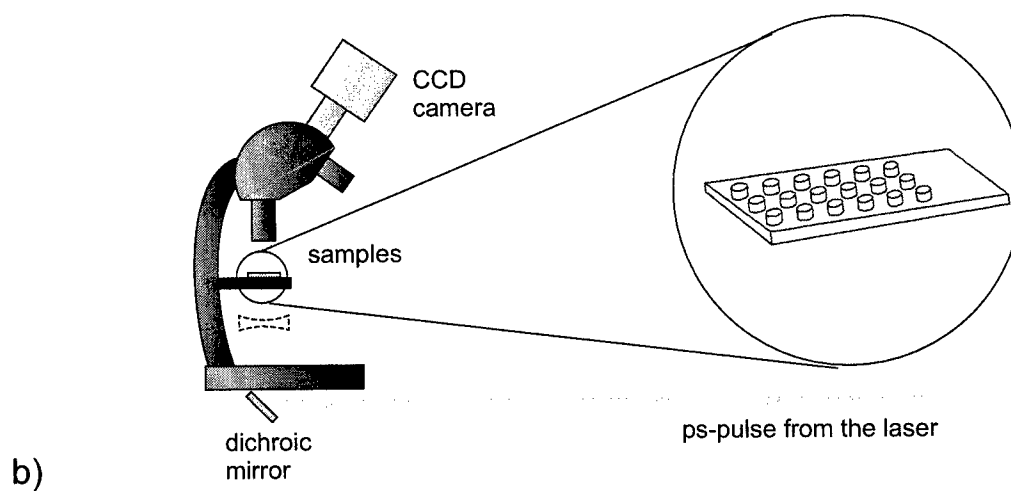 CCD
camera
samples
ps-pulse from the laser
dichroic
mirror
b)